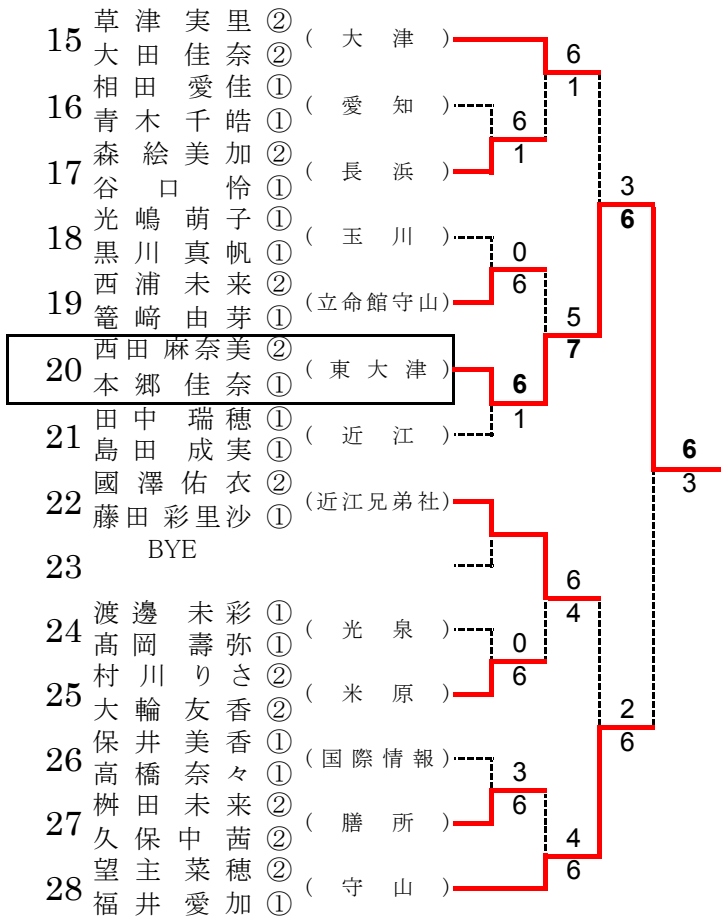 15 草津実里② (大津)
大田佳奈②
16 相田愛佳① (愛知)
青木千皓①
17 森絵美加② (長浜)
谷口怜①
18 光嶋萌子① (玉川)
黒川真帆①
19 西浦未来② (立命館守山)
篭﨑由芽①
20 西田麻奈美② (東大津)
本郷佳奈①
21 田中瑞穂① (近江)
島田成実①
22 國澤佑衣② (近江兄弟社)
藤田彩里沙①
23 BYE
24 渡邊未彩① (光泉)
髙岡壽弥①
25 村川りさ② (米原)
大輪友香②
26 保井美香① (国際情報)
高橋奈々①
27 桝田未来② (膳所)
久保中茜②
28 望主菜穂② (守山)
福井愛加①
6
1
6
1
0
6
6
1
0
6
3
6
5
7
6
4
4
6
3
6
2
6
6
3